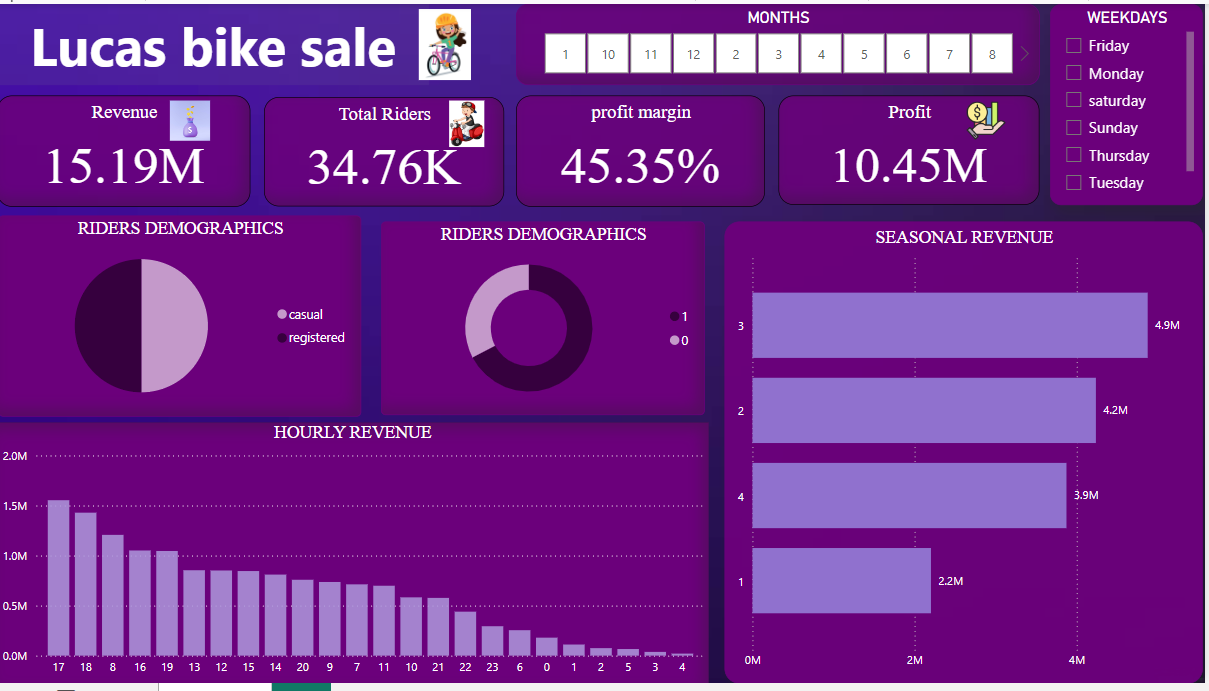 Lucas bike sale
MONTHS
1 10 11 12 2 3 4 5 6 7 8
WEEKDAYS
Friday
Monday
saturday
Sunday
Thursday
Tuesday
Revenue
15.19M
Total Riders
34.76K
profit margin
45.35%
Profit
10.45M
RIDERS DEMOGRAPHICS
casual
registered
RIDERS DEMOGRAPHICS
1
0
SEASONAL REVENUE
3 4.9M
2 4.2M
4 3.9M
1 2.2M
0M 2M 4M
HOURLY REVENUE
2.0M
1.5M
1.0M
0.5M
0.0M
17 18 8 16 19 13 12 15 14 20 9 7 11 10 21 22 23 6 0 1 2 5 3 4